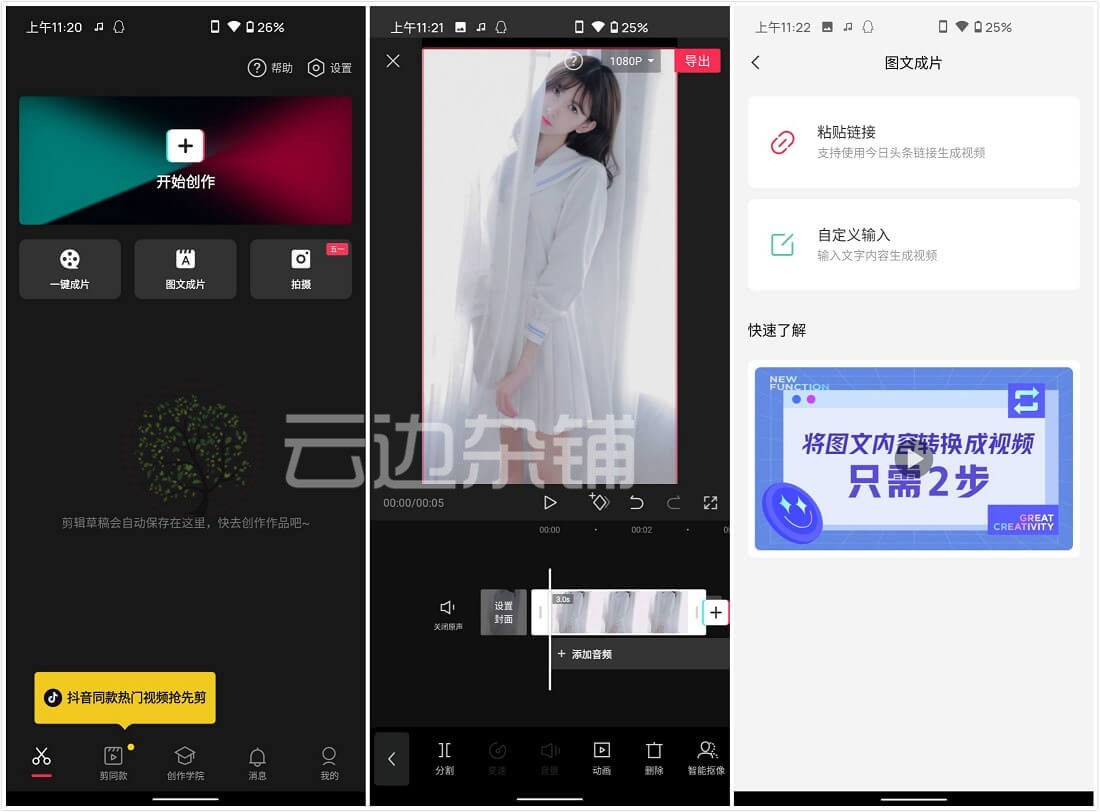 上午11:20
26%
帮助
设置
开始创作
一键成片
图文成片
五一
拍摄
剪辑草稿会自动保存在这里，快去创作作品吧~
抖音同款热门视频抢先剪
剪同款
创作学院
消息
我的
上午11:21
25%
?
1080P
导出
云边杂铺
00:00/00:05
00:00
00:02
关闭原声
设置
封面
3.0s
+ 添加音频
分割
变速
音量
动画
删除
智能抠像
上午11:22
25%
图文成片
粘贴链接
支持使用今日头条链接生成视频
自定义输入
输入文字内容生成视频
快速了解
NEW
FUNCTION
将图文内容转换成视频
只需2步
GREAT
CREATIVITY